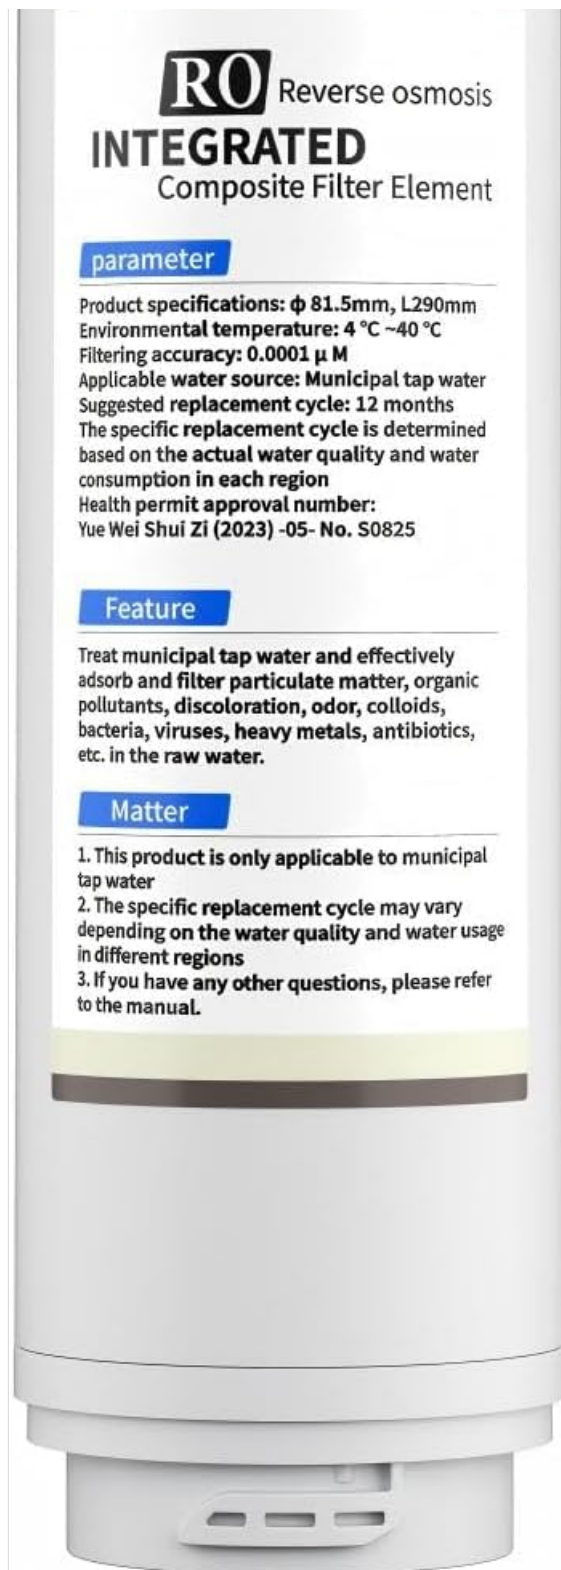 RO Reverse osmosis
INTEGRATED
Composite Filter Element
parameter
Product specifications: ф 81.5mm, L290mm
Environmental temperature: 4 °C ~40 °C
Filtering accuracy: 0.0001 μ M
Applicable water source: Municipal tap water
Suggested replacement cycle: 12 months
The specific replacement cycle is determined
based on the actual water quality and water
consumption in each region
Health permit approval number:
Yue Wei Shui Zi (2023) -05- No. S0825
Feature
Treat municipal tap water and effectively
adsorb and filter particulate matter, organic
pollutants, discoloration, odor, colloids,
bacteria, viruses, heavy metals, antibiotics,
etc. in the raw water.
Matter
1. This product is only applicable to municipal
tap water
2. The specific replacement cycle may vary
depending on the water quality and water usage
in different regions
3. If you have any other questions, please refer
to the manual.